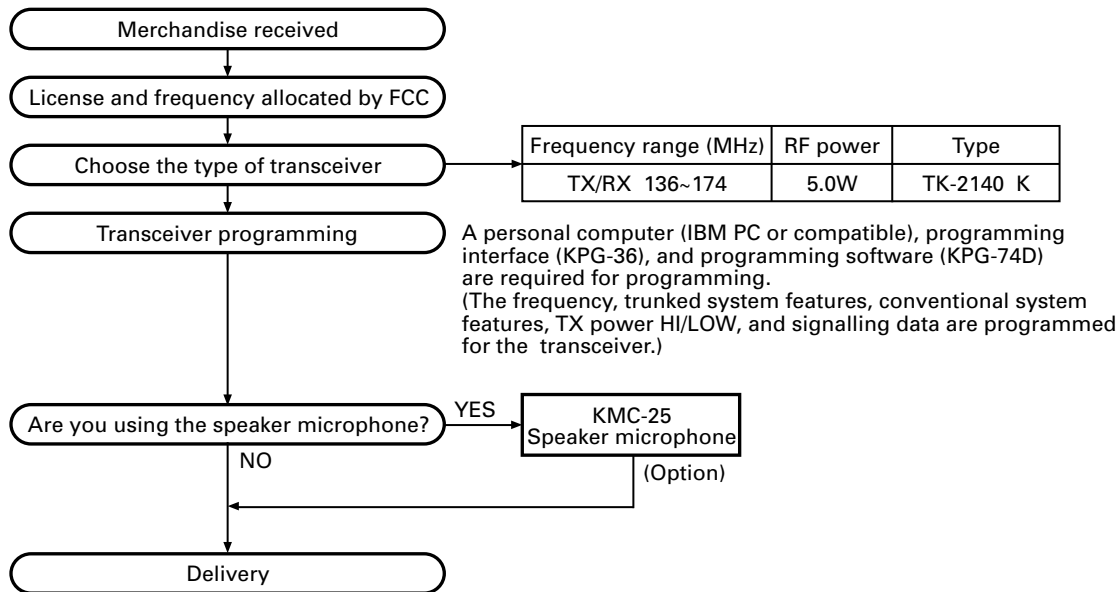 Merchandise received
License and frequency allocated by FCC
Choose the type of transceiver
Frequency range (MHz) RF power Type
TX/RX 136~174 5.0W TK-2140 K
Transceiver programming
A personal computer (IBM PC or compatible), programming
interface (KPG-36), and programming software (KPG-74D)
are required for programming.
(The frequency, trunked system features, conventional system
features, TX power HI/LOW, and signalling data are programmed
for the transceiver.)
Are you using the speaker microphone?
YES
KMC-25
Speaker microphone
NO
(Option)
Delivery